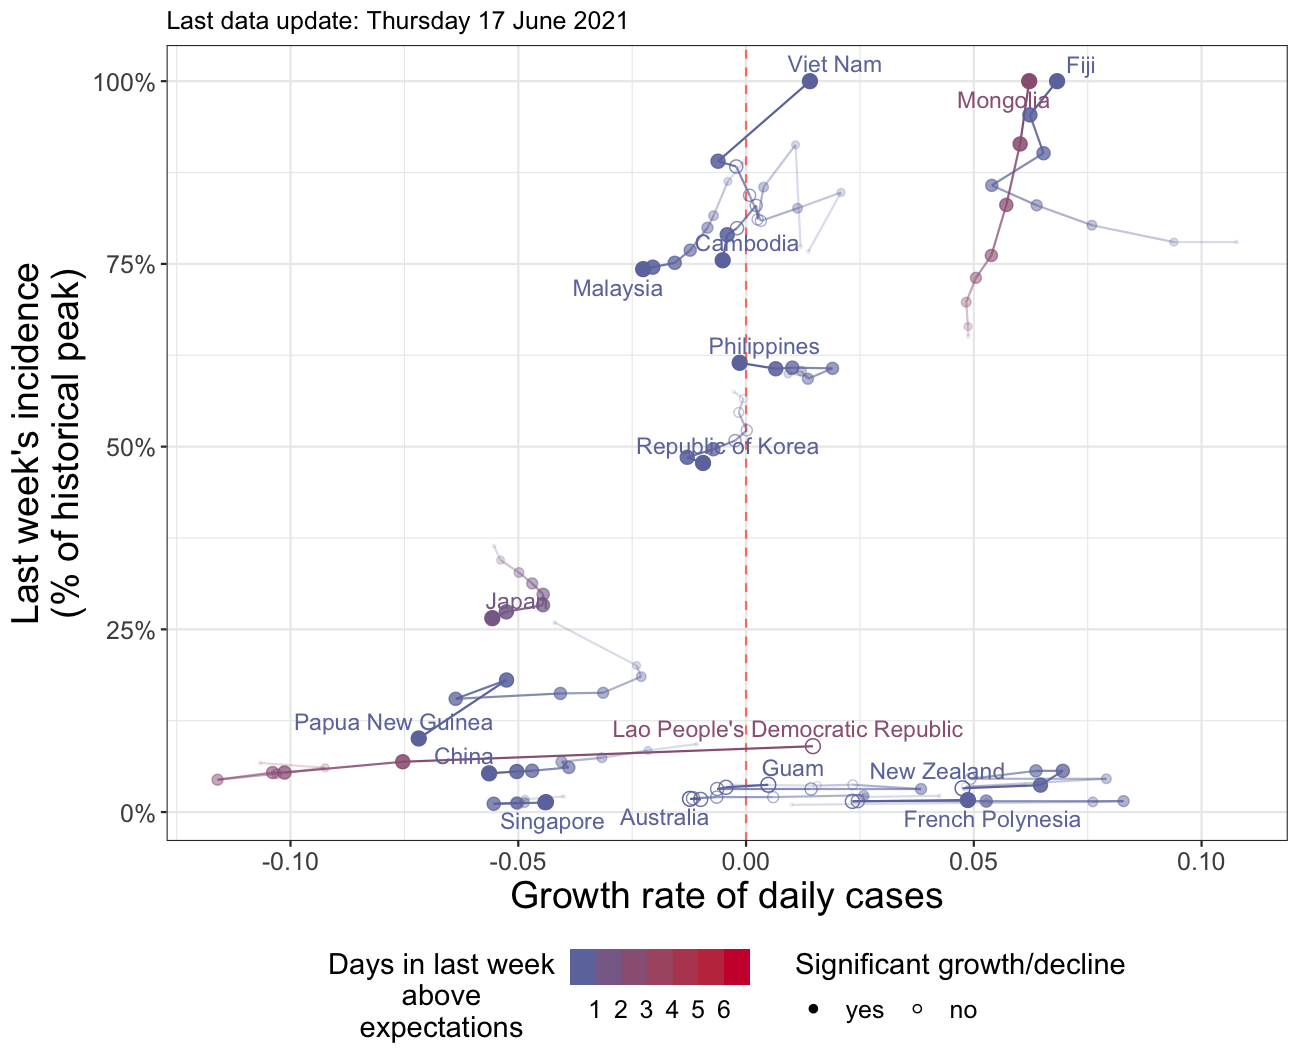 Last data update: Thursday 17 June 2021
Last week's incidence
(% of historical peak)
100%
75%
50%
25%
0%
Viet Nam
Fiji
Mongolia
Cambodia
Malaysia
Philippines
Republic of Korea
Japan
Papua New Guinea
Lao People's Democratic Republic
China
Guam
New Zealand
Singapore
Australia
French Polynesia
-0.10
-0.05
0.00
0.05
0.10
Growth rate of daily cases
Days in last week
above
expectations
1 2 3 4 5 6
Significant growth/decline
yes
no